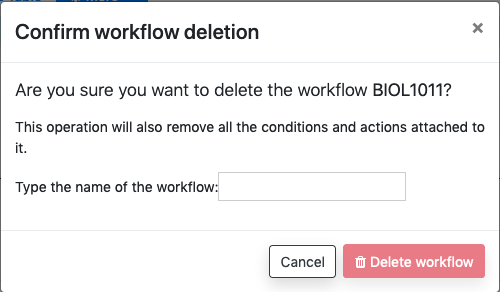 Confirm workflow deletion
×
Are you sure you want to delete the workflow BIOL1011?
This operation will also remove all the conditions and actions attached to
it.
Type the name of the workflow:
Cancel
Delete workflow